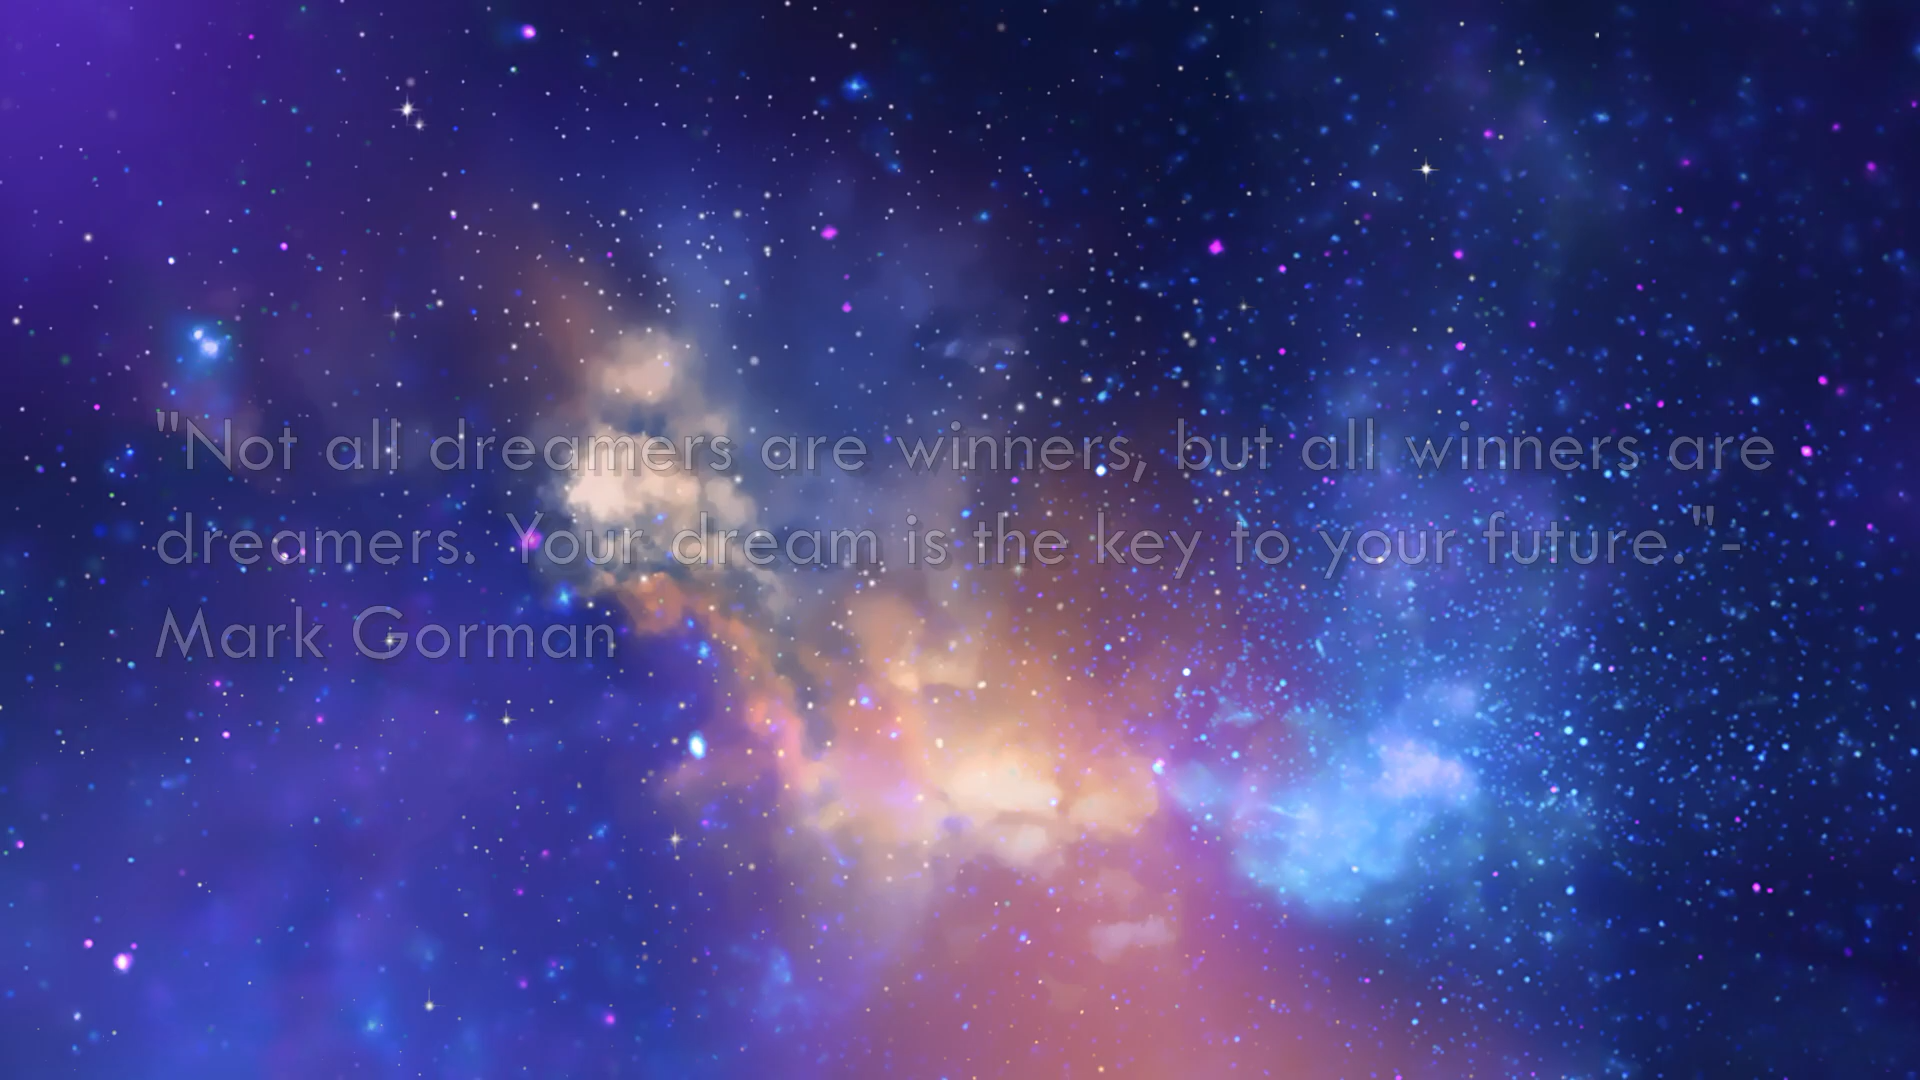 "Not all dreamers are winners, but all winners are
dreamers. Your dream is the key to your future."-
Mark Gorman